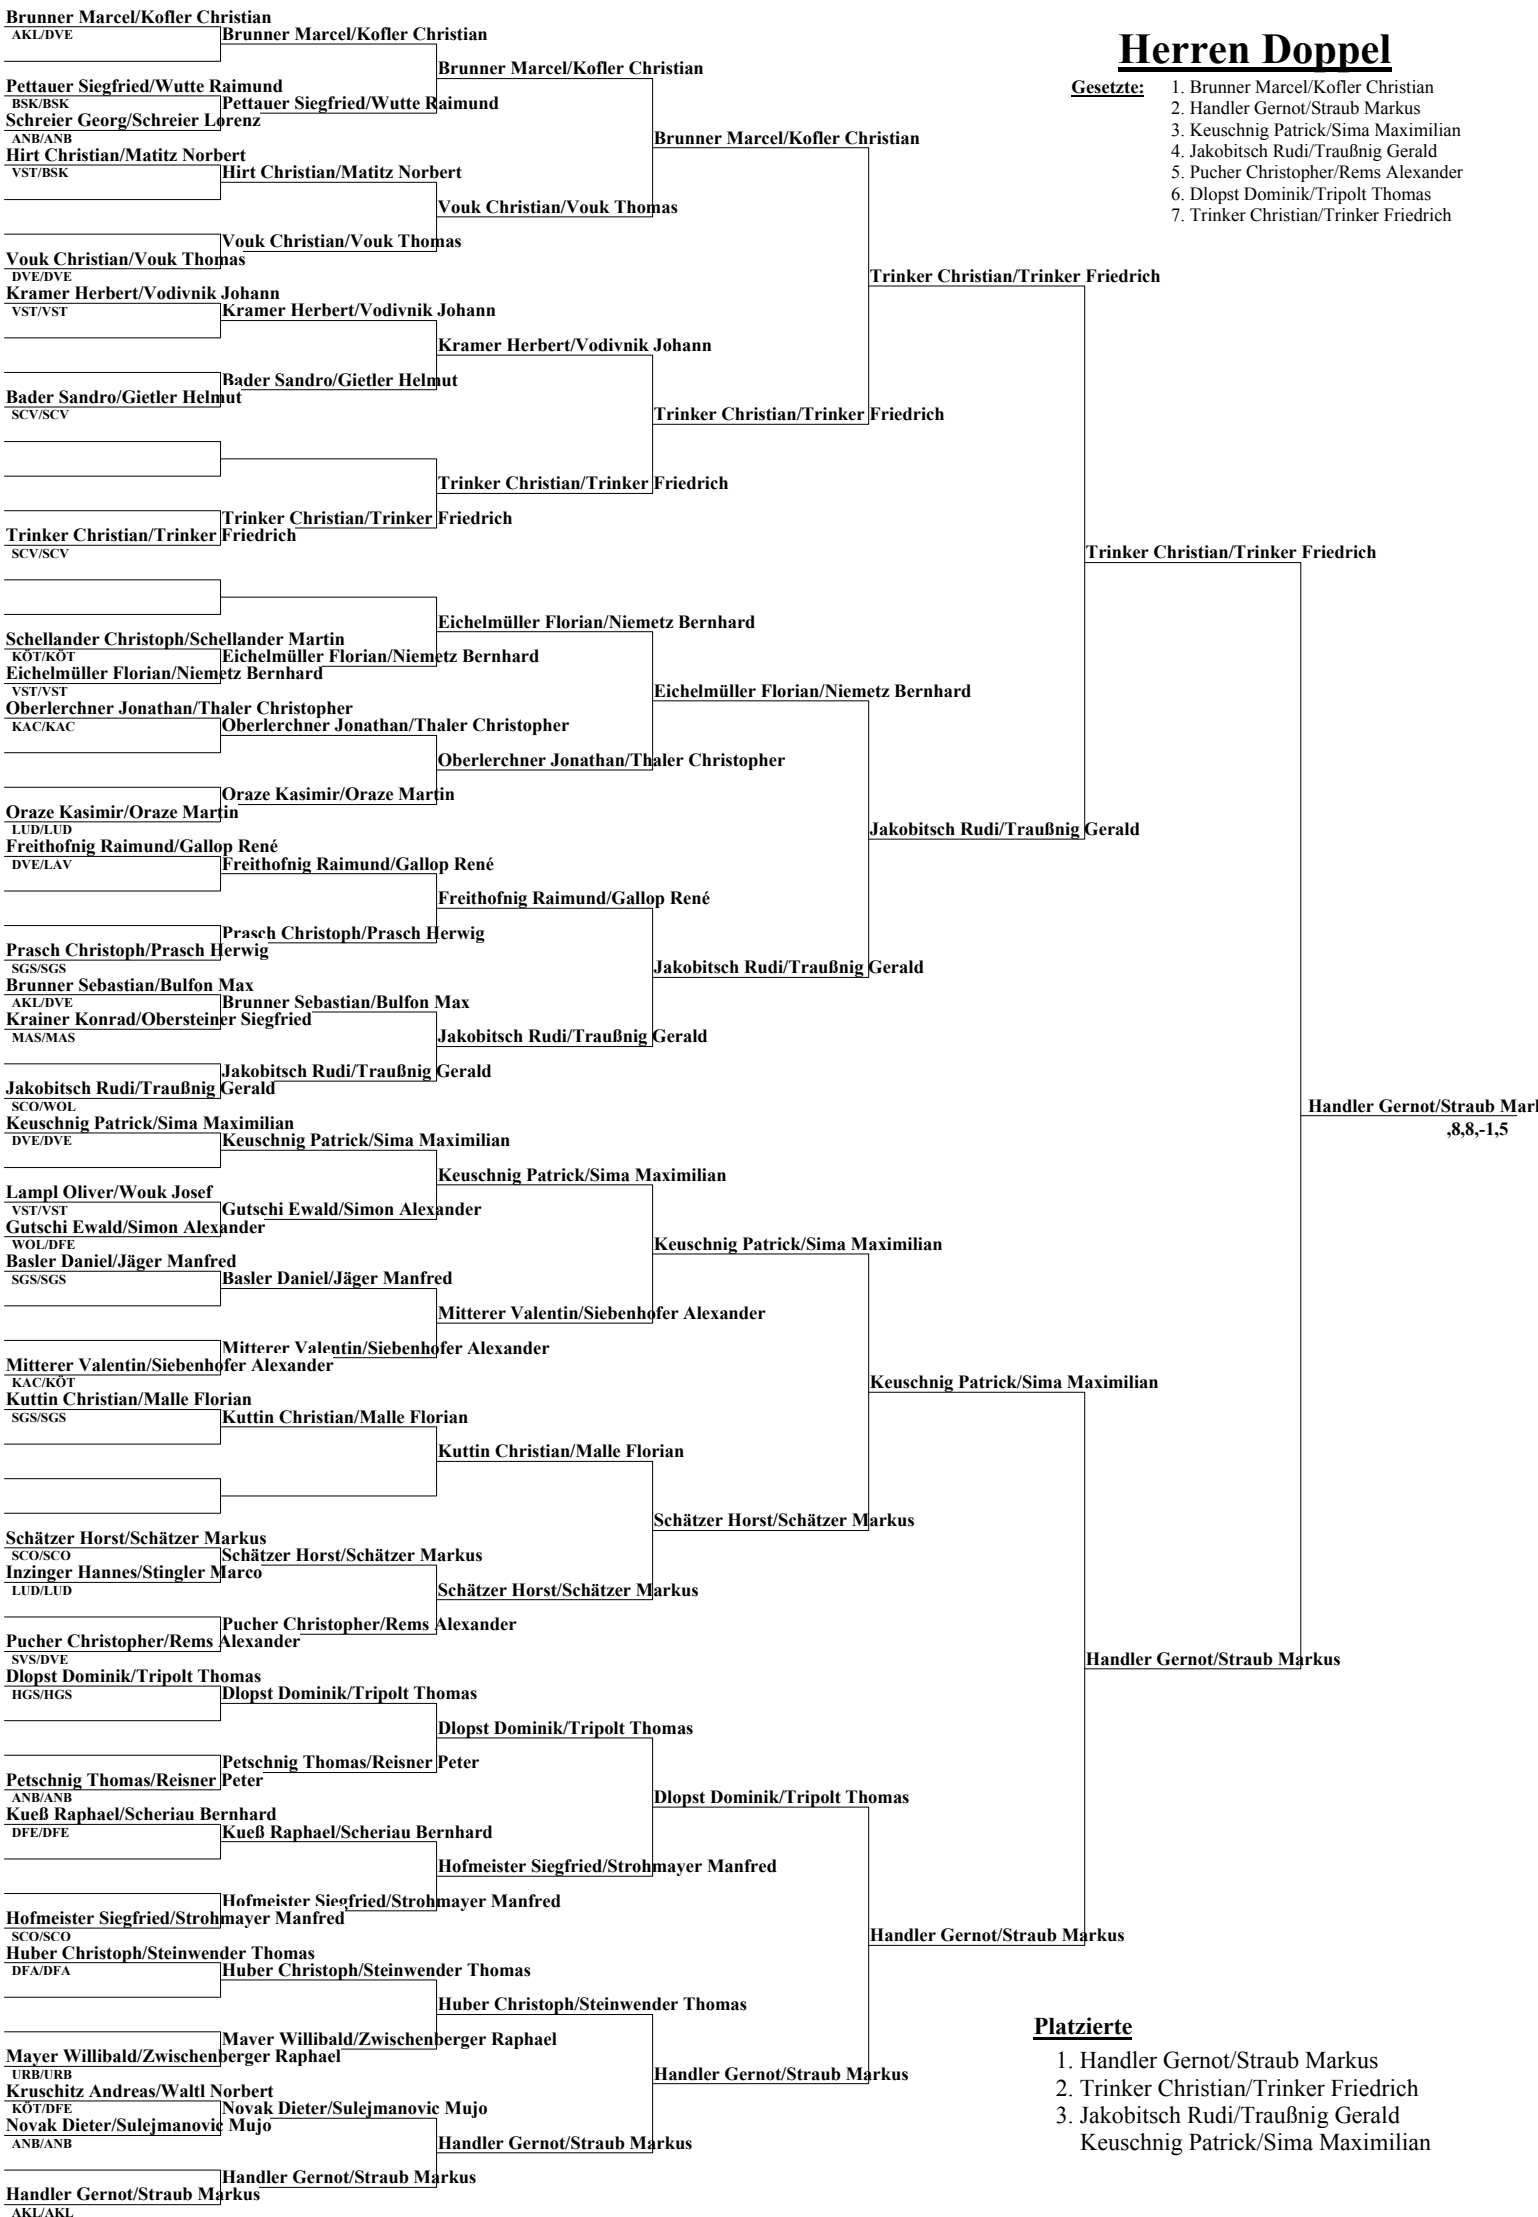 Herren Doppel
Gesetzte:
1. Brunner Marcel/Kofler Christian
2. Handler Gernot/Straub Markus
3. Keuschnig Patrick/Sima Maximilian
4. Jakobitsch Rudi/Traußnig Gerald
5. Pucher Christopher/Rems Alexander
6. Dlopst Dominik/Tripolt Thomas
7. Trinker Christian/Trinker Friedrich
Brunner Marcel/Kofler Christian
AKL/DVE
Pettauer Siegfried/Wutte Raimund
BSK/BSK
Schreier Georg/Schreier Lorenz
ANB/ANB
Hirt Christian/Matitz Norbert
VST/BSK
Vouk Christian/Vouk Thomas
DVE/DVE
Kramer Herbert/Vodivnik Johann
VST/VST
Bader Sandro/Gietler Helmut
SCV/SCV
Trinker Christian/Trinker Friedrich
SCV/SCV
Schellander Christoph/Schellander Martin
KÖT/KÖT
Eichelmüller Florian/Niemetz Bernhard
VST/VST
Oberlerchner Jonathan/Thaler Christopher
KAC/KAC
Oraze Kasimir/Oraze Martin
LUD/LUD
Freithofnig Raimund/Gallop René
DVE/LAV
Prasch Christoph/Prasch Herwig
SGS/SGS
Brunner Sebastian/Bulfon Max
AKL/DVE
Krainer Konrad/Obersteiner Siegfried
MAS/MAS
Jakobitsch Rudi/Traußnig Gerald
SCO/WOL
Keuschnig Patrick/Sima Maximilian
DVE/DVE
Lampl Oliver/Wouk Josef
VST/VST
Gutschi Ewald/Simon Alexander
WOL/DFE
Basler Daniel/Jäger Manfred
SGS/SGS
Mitterer Valentin/Siebenhofer Alexander
KAC/KÖT
Kuttin Christian/Malle Florian
SGS/SGS
Schätzer Horst/Schätzer Markus
SCO/SCO
Inzinger Hannes/Stingler Marco
LUD/LUD
Pucher Christopher/Rems Alexander
SVS/DVE
Dlopst Dominik/Tripolt Thomas
HGS/HGS
Petschnig Thomas/Reisner Peter
ANB/ANB
Kueß Raphael/Scheriau Bernhard
DFE/DFE
Hofmeister Siegfried/Strohmayer Manfred
SCO/SCO
Huber Christoph/Steinwender Thomas
DFA/DFA
Mayer Willibald/Zwischenberger Raphael
URB/URB
Kruschitz Andreas/Waltl Norbert
KÖT/DFE
Novak Dieter/Sulejmanovic Mujo
ANB/ANB
Handler Gernot/Straub Markus
AKL/AKL
Brunner Marcel/Kofler Christian
Pettauer Siegfried/Wutte Raimund
Hirt Christian/Matitz Norbert
Vouk Christian/Vouk Thomas
Kramer Herbert/Vodivnik Johann
Bader Sandro/Gietler Helmut
Trinker Christian/Trinker Friedrich
Eichelmüller Florian/Niemetz Bernhard
Oberlerchner Jonathan/Thaler Christopher
Oraze Kasimir/Oraze Martin
Freithofnig Raimund/Gallop René
Prasch Christoph/Prasch Herwig
Brunner Sebastian/Bulfon Max
Jakobitsch Rudi/Traußnig Gerald
Keuschnig Patrick/Sima Maximilian
Gutschi Ewald/Simon Alexander
Basler Daniel/Jäger Manfred
Mitterer Valentin/Siebenhofer Alexander
Kuttin Christian/Malle Florian
Schätzer Horst/Schätzer Markus
Pucher Christopher/Rems Alexander
Dlopst Dominik/Tripolt Thomas
Petschnig Thomas/Reisner Peter
Kueß Raphael/Scheriau Bernhard
Hofmeister Siegfried/Strohmayer Manfred
Huber Christoph/Steinwender Thomas
Mayer Willibald/Zwischenberger Raphael
Novak Dieter/Sulejmanovic Mujo
Handler Gernot/Straub Markus
Brunner Marcel/Kofler Christian
Vouk Christian/Vouk Thomas
Kramer Herbert/Vodivnik Johann
Trinker Christian/Trinker Friedrich
Eichelmüller Florian/Niemetz Bernhard
Oberlerchner Jonathan/Thaler Christopher
Freithofnig Raimund/Gallop René
Jakobitsch Rudi/Traußnig Gerald
Keuschnig Patrick/Sima Maximilian
Mitterer Valentin/Siebenhofer Alexander
Kuttin Christian/Malle Florian
Schätzer Horst/Schätzer Markus
Dlopst Dominik/Tripolt Thomas
Hofmeister Siegfried/Strohmayer Manfred
Huber Christoph/Steinwender Thomas
Handler Gernot/Straub Markus
Brunner Marcel/Kofler Christian
Trinker Christian/Trinker Friedrich
Eichelmüller Florian/Niemetz Bernhard
Jakobitsch Rudi/Traußnig Gerald
Keuschnig Patrick/Sima Maximilian
Schätzer Horst/Schätzer Markus
Dlopst Dominik/Tripolt Thomas
Handler Gernot/Straub Markus
Trinker Christian/Trinker Friedrich
Jakobitsch Rudi/Traußnig Gerald
Keuschnig Patrick/Sima Maximilian
Handler Gernot/Straub Markus
Trinker Christian/Trinker Friedrich
Handler Gernot/Straub Markus
Handler Gernot/Straub Mar
,8,8,-1,5
Platzierte
1. Handler Gernot/Straub Markus
2. Trinker Christian/Trinker Friedrich
3. Jakobitsch Rudi/Traußnig Gerald
Keuschnig Patrick/Sima Maximilian